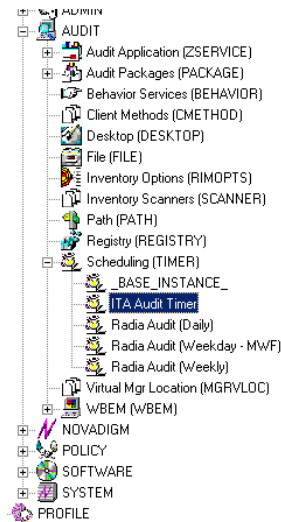 ADMIN
AUDIT
Audit Application (ZSERVICE)
Audit Packages (PACKAGE)
Behavior Services (BEHAVIOR)
Client Methods (CMETHOD)
Desktop (DESKTOP)
File (FILE)
Inventory Options (RIMOPTS)
Inventory Scanners (SCANNER)
Path (PATH)
Registry (REGISTRY)
Scheduling (TIMER)
_BASE_INSTANCE_
ITA Audit Timer
Radia Audit (Daily)
Radia Audit (Weekday - MWF)
Radia Audit (Weekly)
Virtual Mgr Location (MGRVLOC)
WBEM (WBEM)
NOVADIGM
POLICY
SOFTWARE
SYSTEM
PROFILE